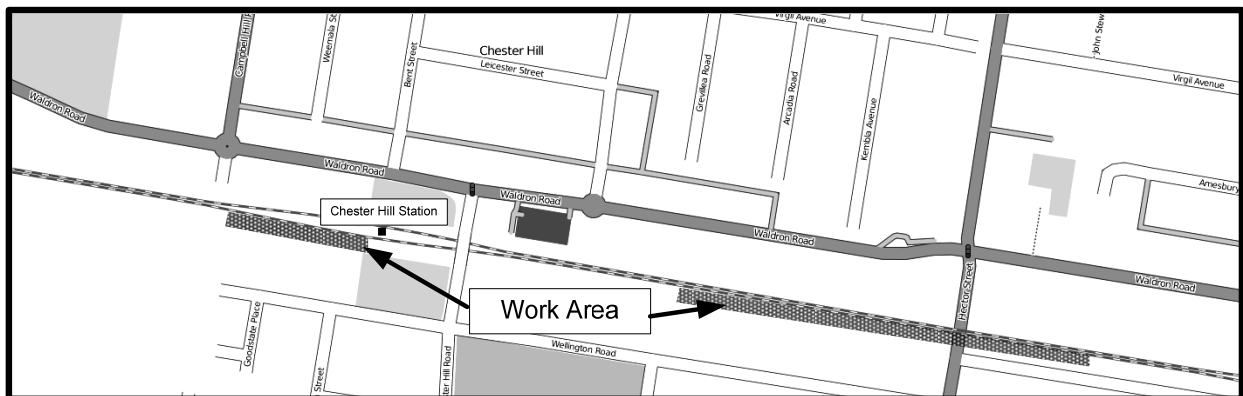 Virgil Avenue
John Stew
Campbell Hill R
Weemala St
Bent Street
Chester Hill
Leicester Street
Grevillea Road
Arcadia Road
Kembla Avenue
Virgil Avenue
Waldron Road
Waldron Road
Waldron Road
Amesbury
Chester Hill Station
Waldron Road
Waldron Road
Hector Street
Work Area
Goodstate Place
Wellington Road
Street
ter Hill Road